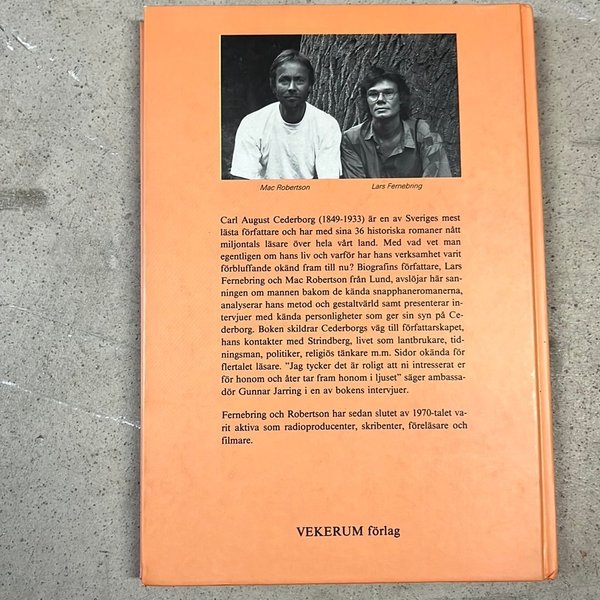 Mac Robertson
Lars Fernebring
Carl August Cederborg (1849-1933) är en av Sveriges mest
lästa författare och har med sina 36 historiska romaner nått
miljontals läsare över hela vårt land. Med vad vet man
egentligen om hans liv och varför har hans verksamhet varit
förbluffande okänd fram till nu? Biografins författare, Lars
Fernebring och Mac Robertson från Lund, avslöjar här san-
ningen om mannen bakom de kända snapphaneromanerna,
analyserar hans metod och gestaltvärld samt presenterar in-
tervjuer med kända personligheter som ger sin syn på Ce-
derborg. Boken skildrar Cederborgs väg till författarskapet,
hans kontakter med Strindberg, livet som lantbrukare, tid-
ningsman, politiker, religiös tänkare m.m. Sidor okända för
flertalet läsare. ”Jag tycker det är roligt att ni intresserat er
för honom och åter tar fram honom i ljuset” säger ambassa-
dör Gunnar Jarring i en av bokens intervjuer.
Fernebring och Robertson har sedan slutet av 1970-talet va-
rit aktiva som radioproducenter, skribenter, föreläsare och
filmare.
VEKERUM förlag